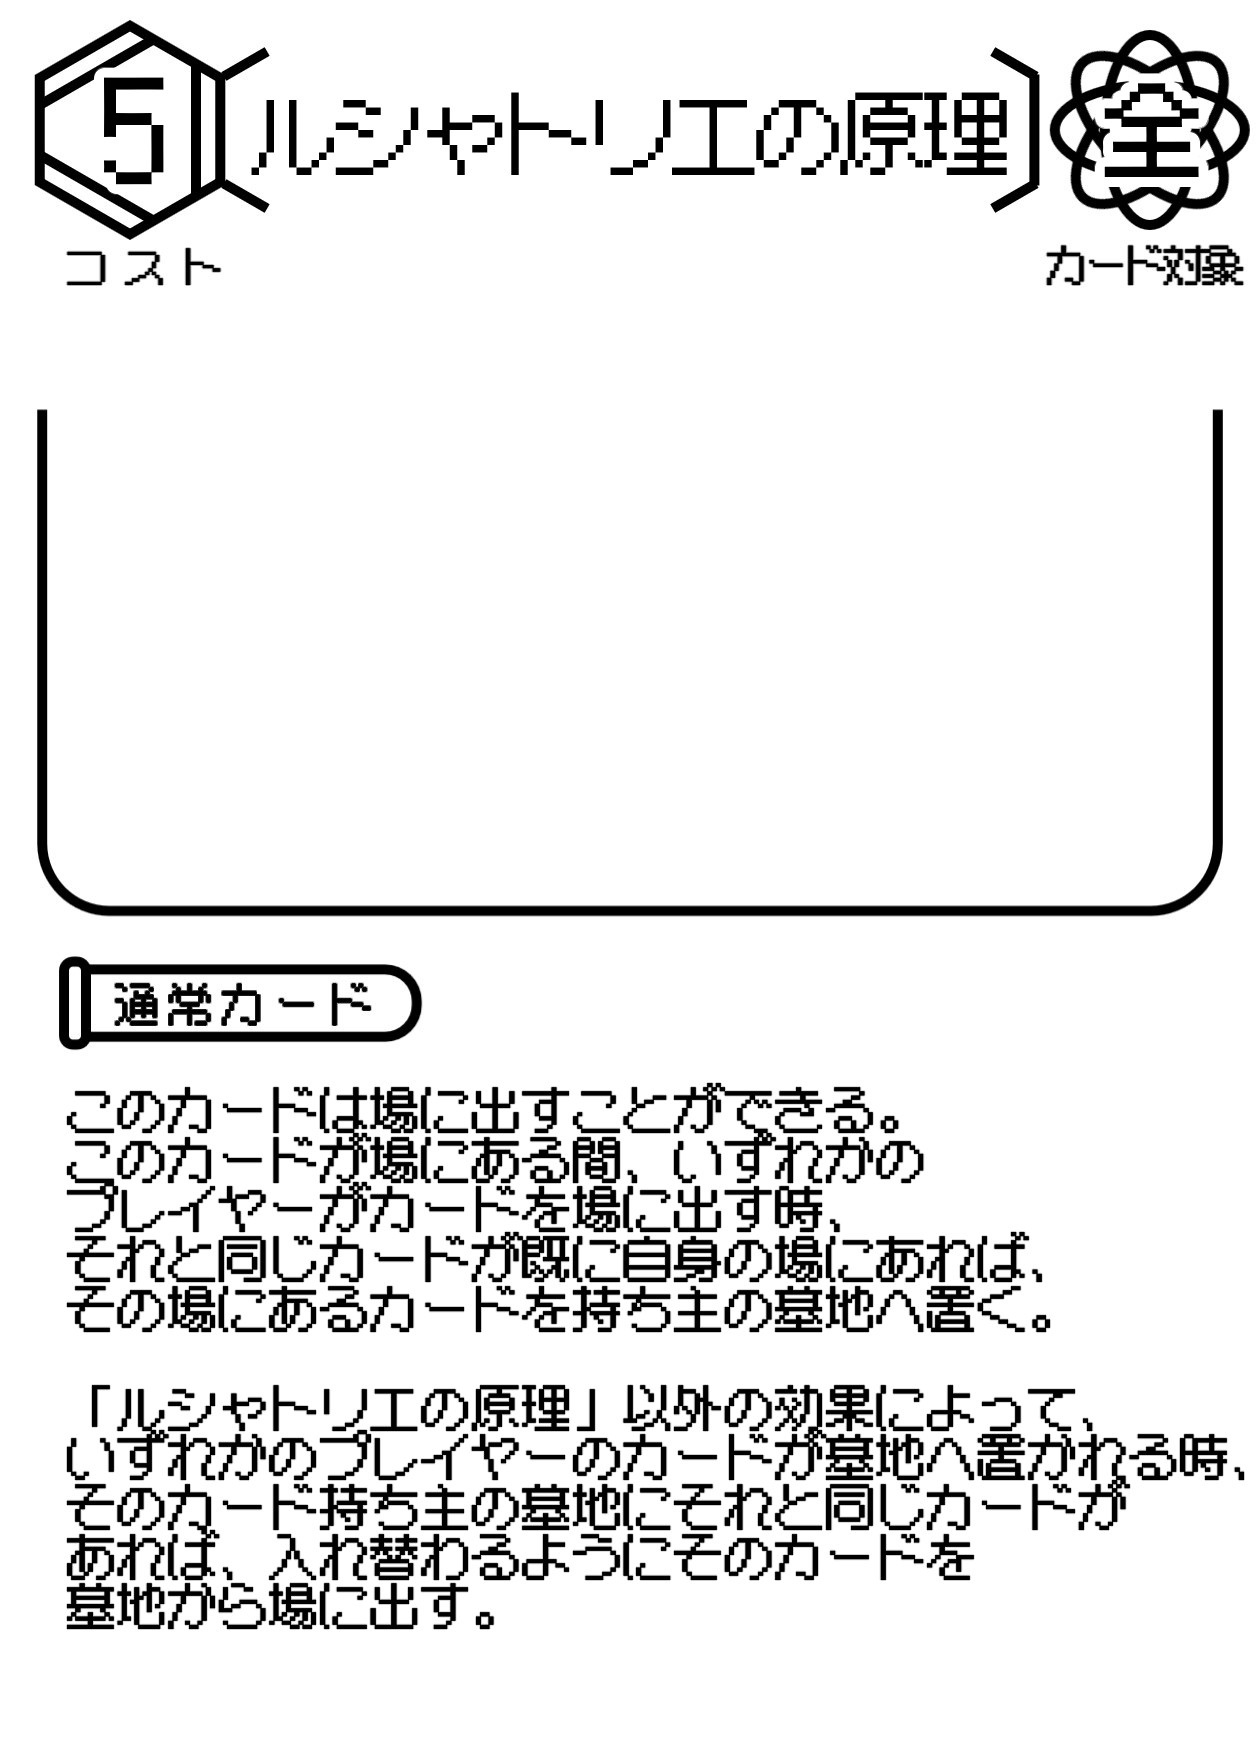 5
ルシャトリエの原理
全
コスト
カード対象
通常カード
このカードは場に出すことができる。
このカードが場にある間、いずれかの
プレイヤーがカードを場に出す時、
それと同じカードが既に自身の場にあれば、
その場にあるカードを持ち主の墓地へ置く。
「ルシャトリエの原理」以外の効果によって、
いずれかのプレイヤーのカードが墓地へ置かれる時、
そのカード持ち主の墓地にそれと同じカードが
あれば、入れ替わるようにそのカードを
墓地から場に出す。